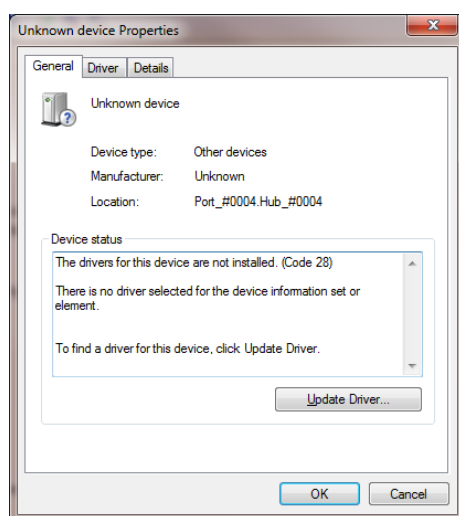 Unknown device Properties
General Driver Details
Unknown device
Device type: Other devices
Manufacturer: Unknown
Location: Port_#0004.Hub_#0004
Device status
The drivers for this device are not installed. (Code 28)
There is no driver selected for the device information set or
element.
To find a driver for this device, click Update Driver.
Update Driver...
OK Cancel